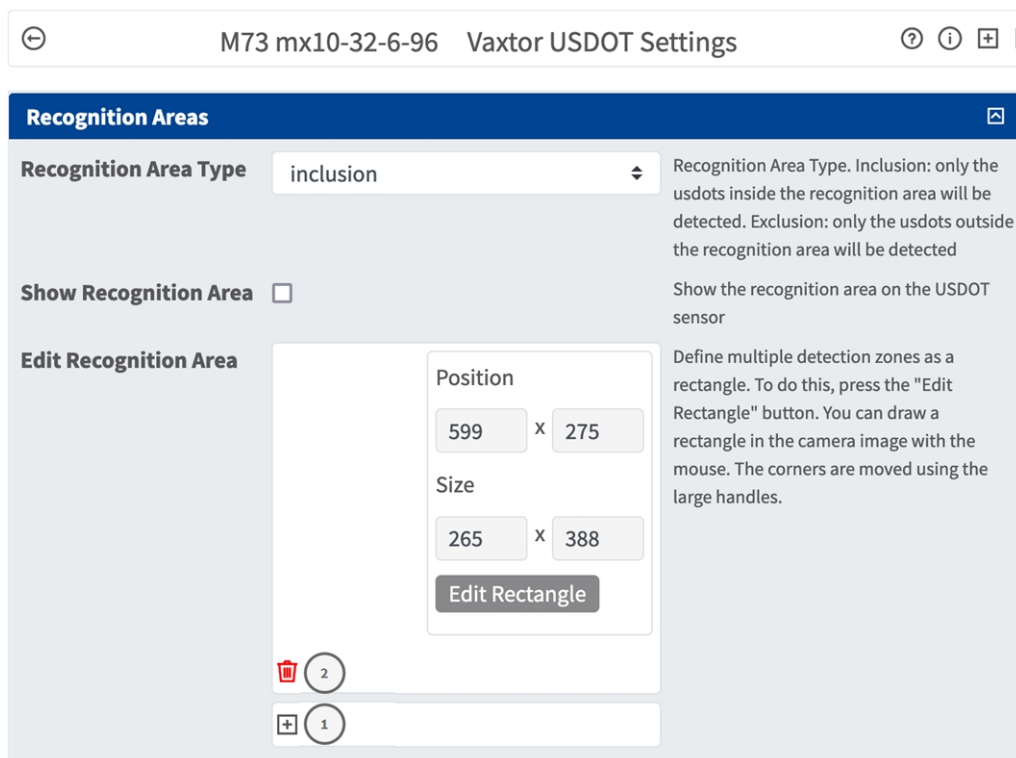 M73 mx10-32-6-96 Vaxtor USDOT Settings
Recognition Areas
Recognition Area Type
inclusion
Recognition Area Type. Inclusion: only the
usdots inside the recognition area will be
detected. Exclusion: only the usdots outside
the recognition area will be detected
Show Recognition Area
Show the recognition area on the USDOT
sensor
Edit Recognition Area
Position
599 x 275
Size
265 x 388
Edit Rectangle
2
1
Define multiple detection zones as a
rectangle. To do this, press the "Edit
Rectangle" button. You can draw a
rectangle in the camera image with the
mouse. The corners are moved using the
large handles.